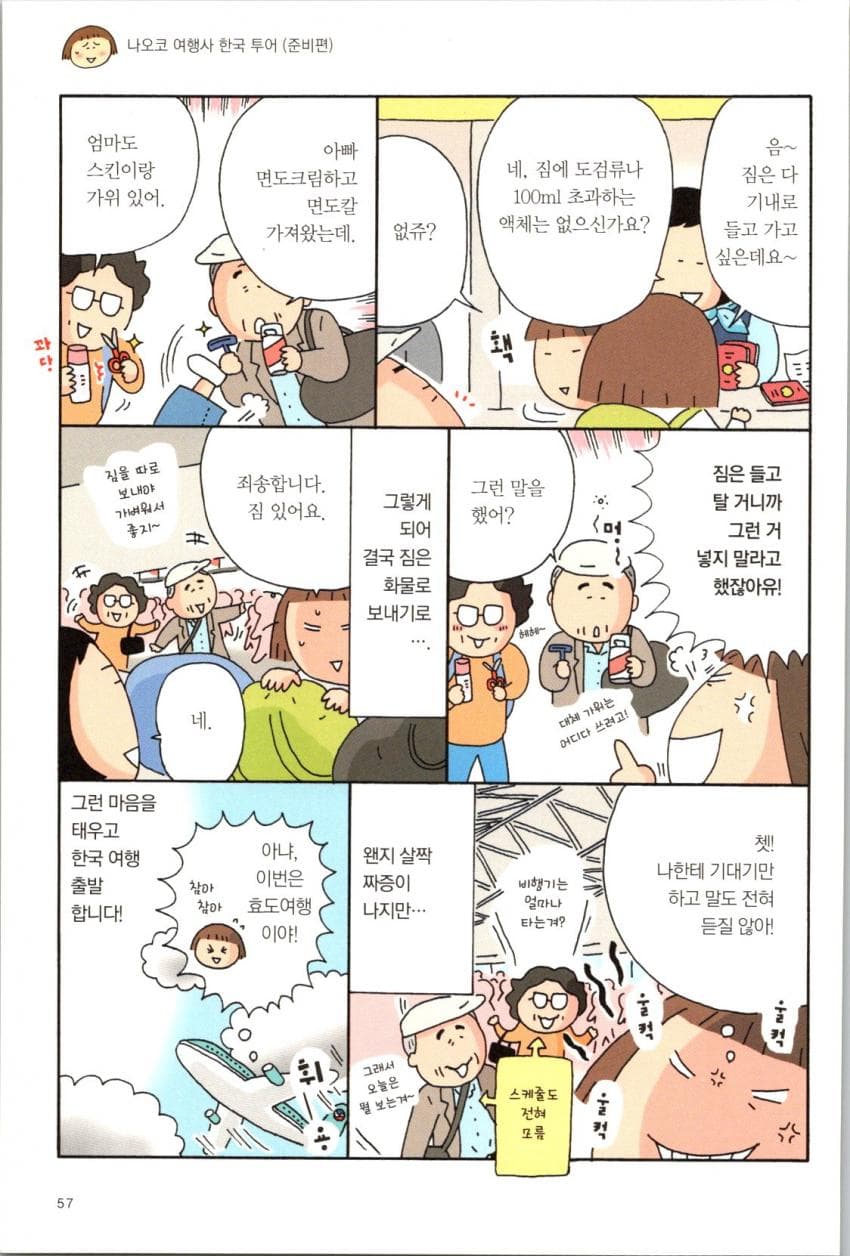 나오코 여행사 한국 투어 (준비편)
음~
짐은 다
기내로
들고 가고
싶은데요~
네, 짐에 도검류나
100ml 초과하는
액체는 없으신가요?
홱
없쥬?
아빠
면도크림하고
면도칼
가져왔는데.
엄마도
스킨이랑
가위 있어.
꽈
당
짐은 들고
탈 거니까
그런 거
넣지 말라고
했잖아유!
멍
그런 말을
했어?
헤헤~
대체 가위는
어디다 쓰려고!
그렇게
되어
결국 짐은
화물로
보내기로
….
죄송합니다.
짐 있어요.
짐을 따로
보내야
가벼워서
좋지~
네.
쳇!
나한테 기대기만
하고 말도 전혀
듣질 않아!
울
컥
울
컥
울
컥
비행기는
얼마나
타는겨?
그래서
오늘은
뭘 보는겨~
스케줄도
전혀
모름
왠지 살짝
짜증이
나지만…
아냐,
이번은
효도여행
이야!
참아
참아
그런 마음을
태우고
한국 여행
출발
합니다!
휘
용
57